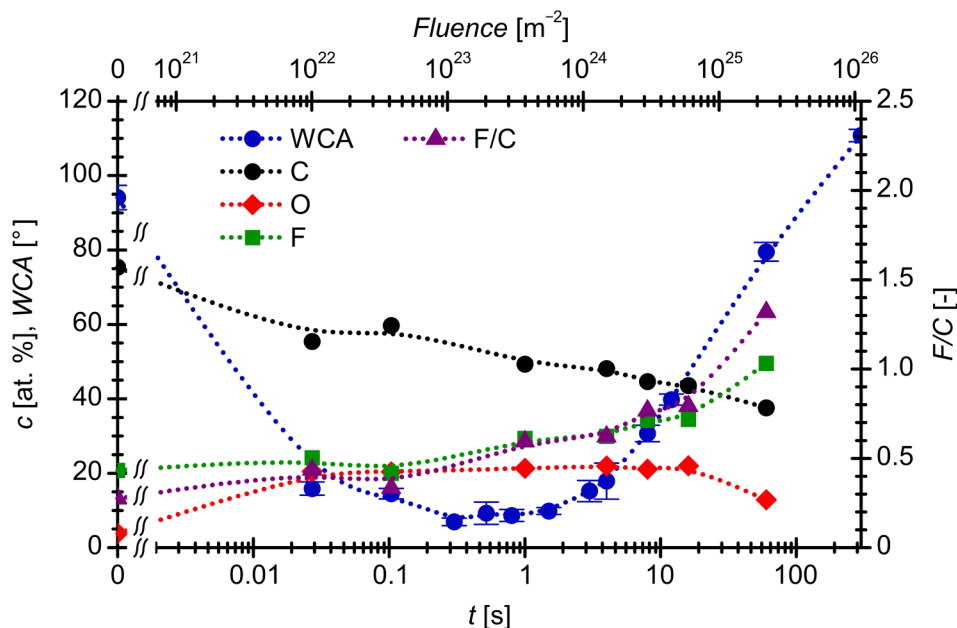 Fluence [m⁻²]
0 10²¹ 10²² 10²³ 10²⁴ 10²⁵ 10²⁶
120 2.5
WCA F/C
C
O
F
100
2.0
80
1.5
60
1.0
40
0.5
20
0 0
c [at. %], WCA [°]
F/C [-]
0 0.01 0.1 1 10 100
t [s]